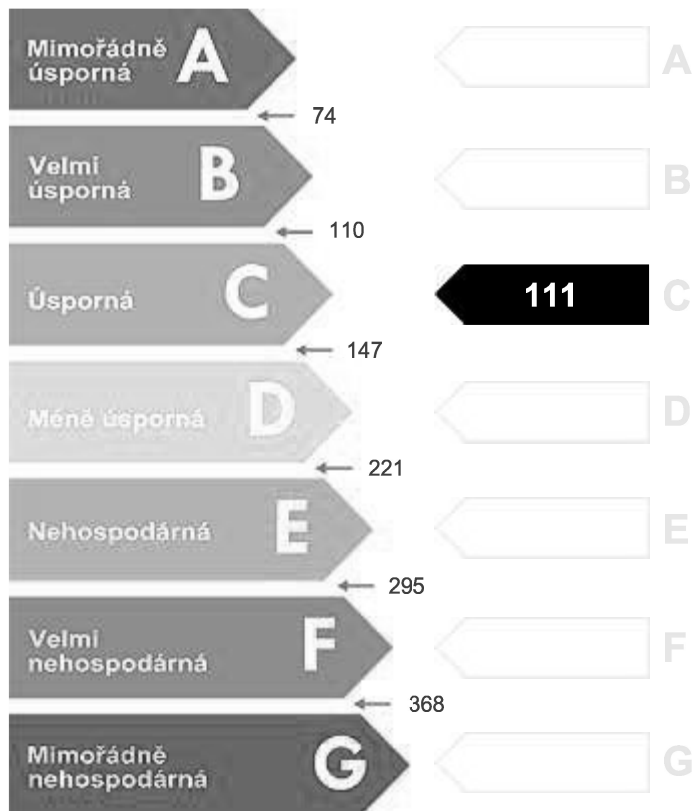 Mimořádně
úsporná
A
A
74
Velmi
úsporná
B
B
110
Úsporná
C
111
C
147
Méně úsporná
D
D
221
Nehospodárná
E
E
295
Velmi
nehospodárná
F
F
368
Mimořádně
nehospodárná
G
G